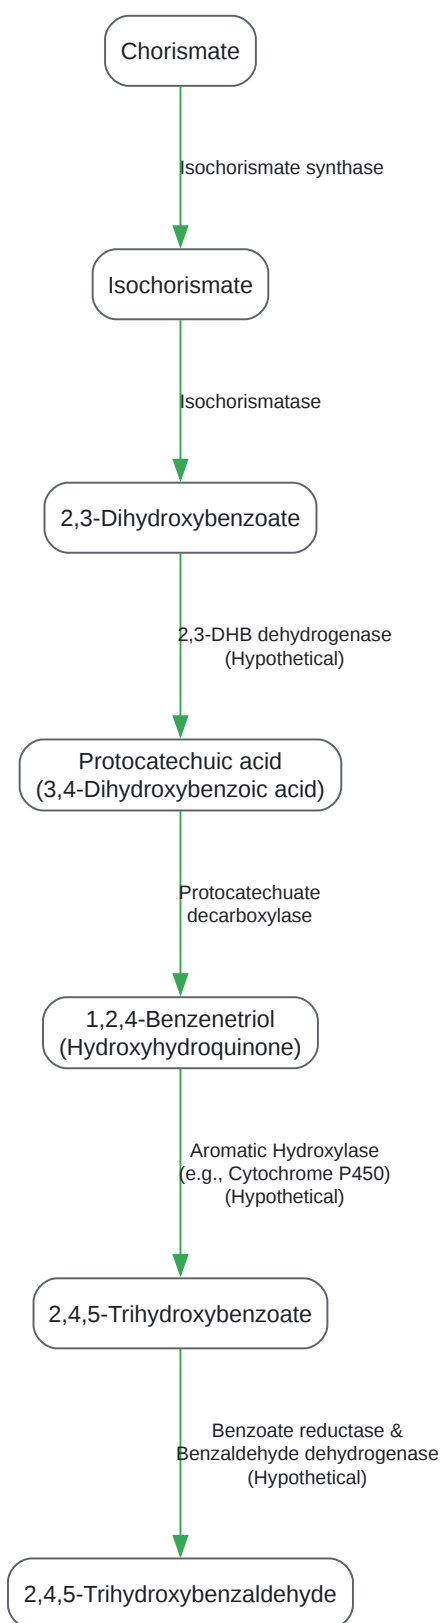 Chorismate
Isochorismate synthase
Isochorismate
Isochorismatase
2,3-Dihydroxybenzoate
2,3-DHB dehydrogenase
(Hypothetical)
Protocatechuic acid
(3,4-Dihydroxybenzoic acid)
Protocatechuate
decarboxylase
1,2,4-Benzenetriol
(Hydroxyhydroquinone)
Aromatic Hydroxylase
(e.g., Cytochrome P450)
(Hypothetical)
2,4,5-Trihydroxybenzoate
Benzoate reductase &
Benzaldehyde dehydrogenase
(Hypothetical)
2,4,5-Trihydroxybenzaldehyde